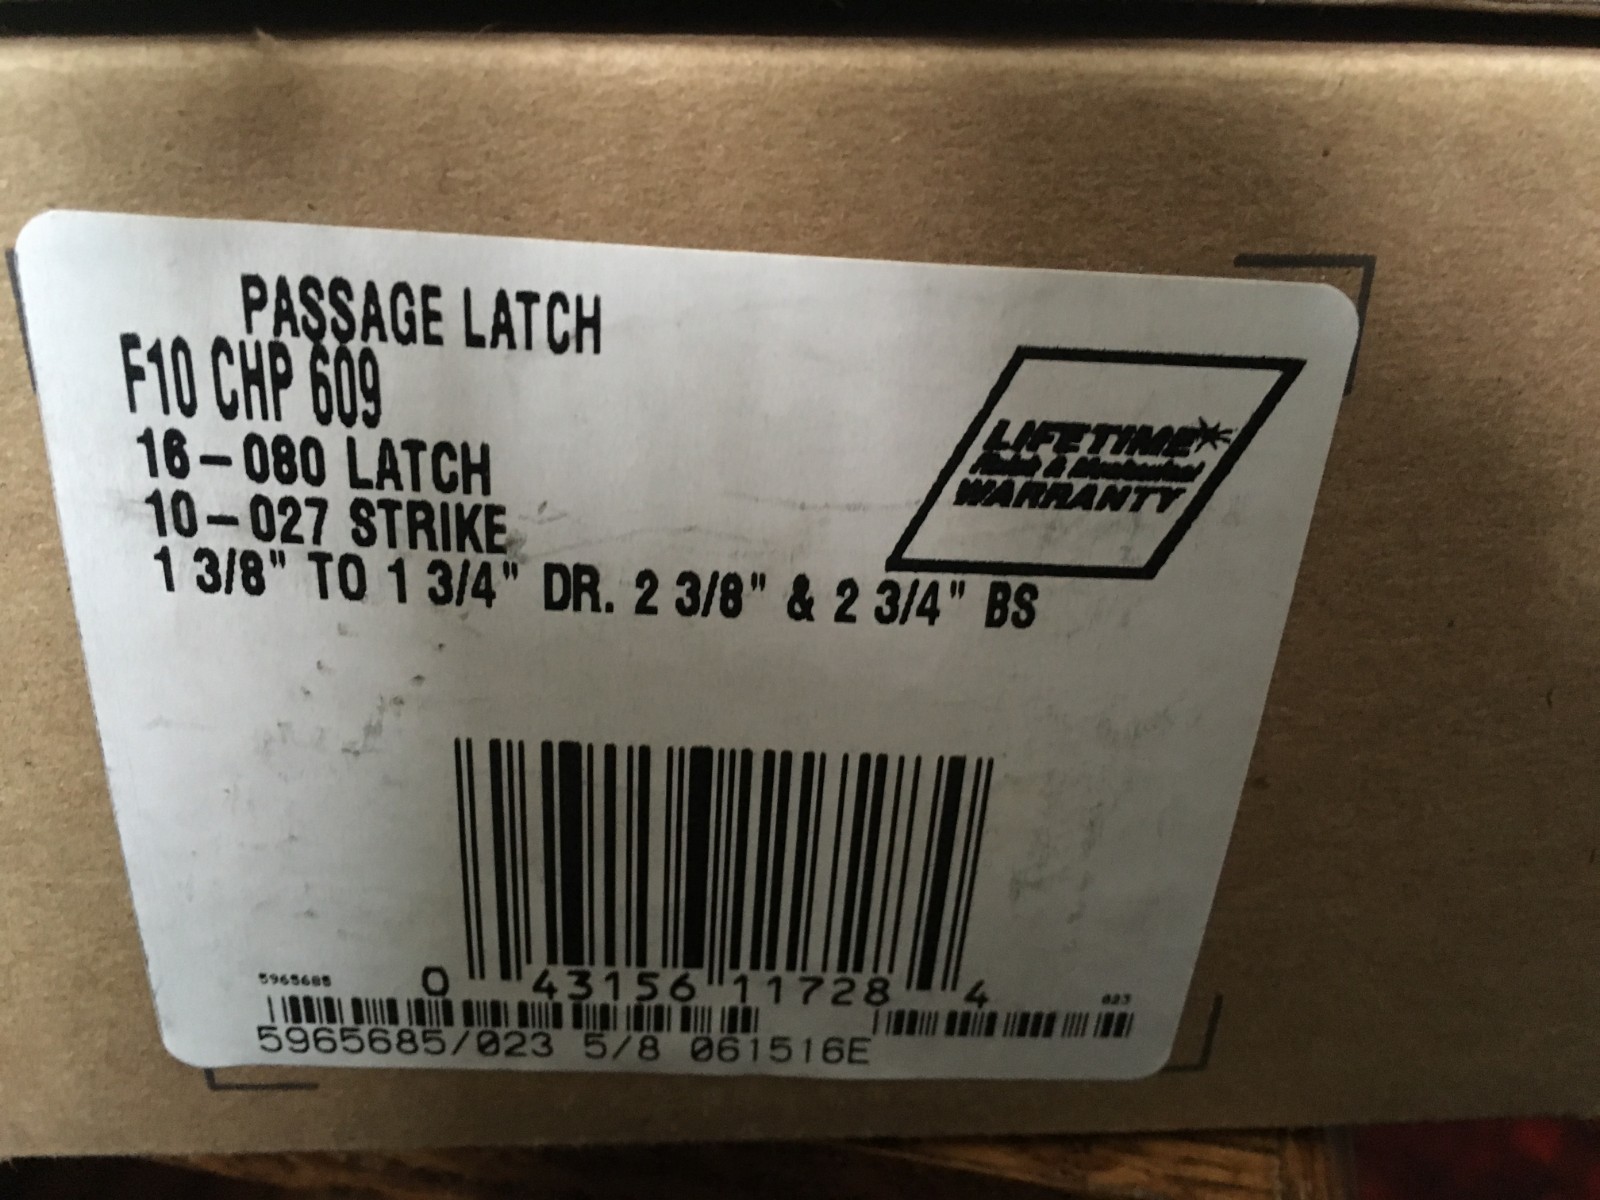 PASSAGE LATCH
F10 CHP 609
16-080 LATCH
10-027 STRIKE
1 3/8" TO 1 3/4" DR. 2 3/8" & 2 3/4" BS
LIFETIME*
Finish & Mechanical
WARRANTY
5965685
0 43156 11728 4
023
5965685/023 5/8 061516E